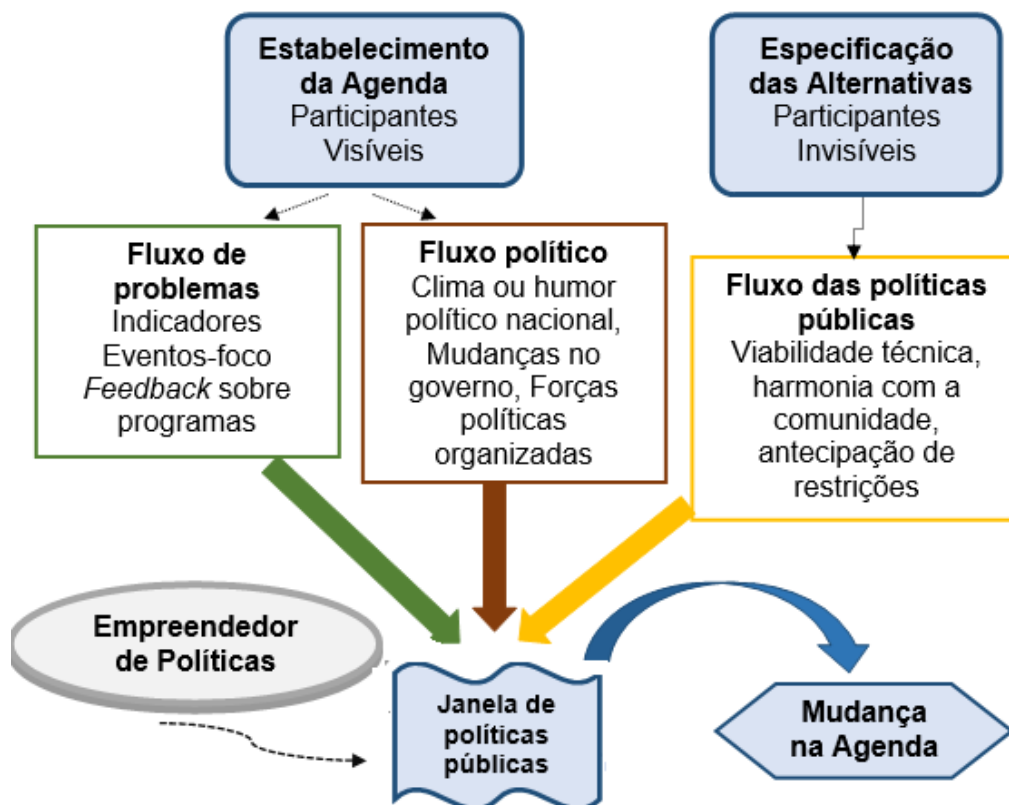 Estabelecimento
da Agenda
Participantes
Visíveis
Especificação
das Alternativas
Participantes
Invisíveis
Fluxo de
problemas
Indicadores
Eventos-foco
Feedback sobre
programas
Fluxo político
Clima ou humor
político nacional,
Mudanças no
governo, Forças
políticas
organizadas
Fluxo das políticas
públicas
Viabilidade técnica,
harmonia com a
comunidade,
antecipação de
restrições
Empreendedor
de Políticas
Janela de
políticas
públicas
Mudança
na Agenda